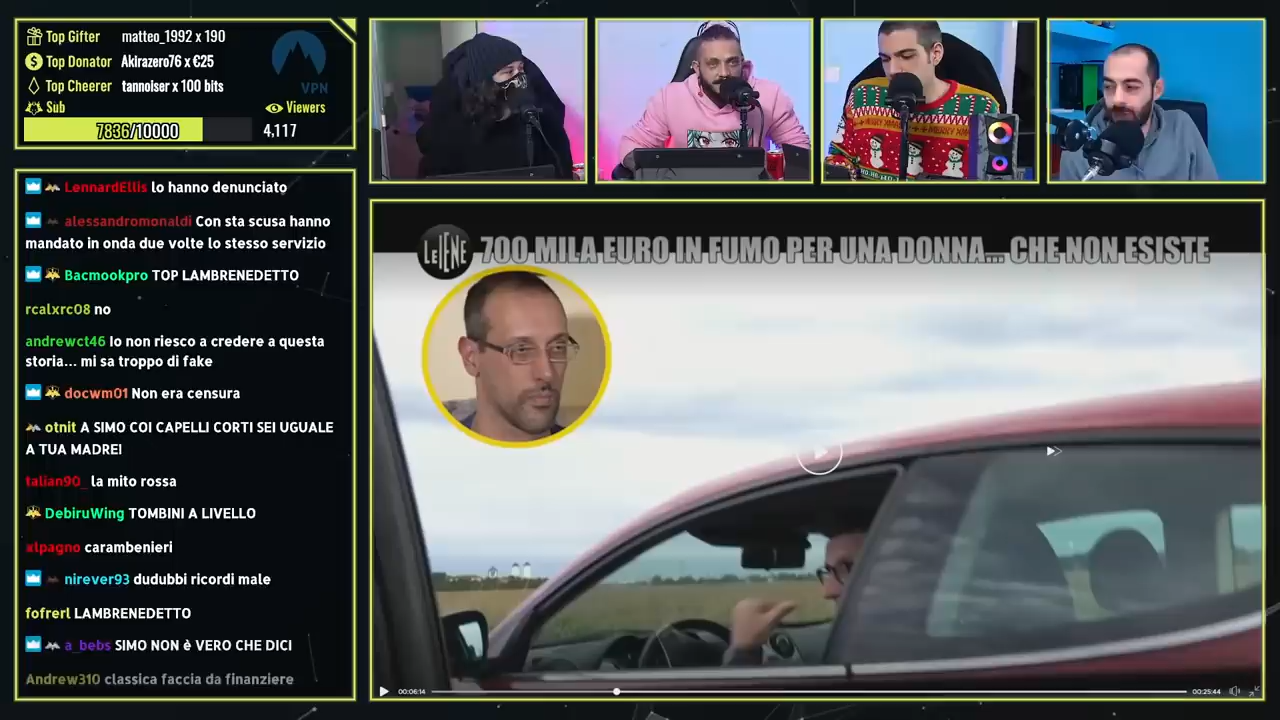 Top Gifter matteo_1992 x 190
Top Donator Akirazero76 x €25
Top Cheerer tannoiser x 100 bits
VPN
Sub Viewers
7836/10000 4,117
LennardEllis lo hanno denunciato
alessandromonaldi Con sta scusa hanno
mandato in onda due volte lo stesso servizio
Bacmookpro TOP LAMBRENEDETTO
rcalxrc08 no
andrewct46 Io non riesco a credere a questa
storia... mi sa troppo di fake
docwm01 Non era censura
otnit A SIMO COI CAPELLI CORTI SEI UGUALE
A TUA MADRE!
talian90_ la mito rossa
DebiruWing TOMBINI A LIVELLO
xlpagno carambenieri
nirever93 dudubbi ricordi male
fofrerl LAMBRENEDETTO
a_bebs SIMO NON è VERO CHE DICI
Andrew310 classica faccia da finanziere
MERRY XMAS
LE IENE 700 MILA EURO IN FUMO PER UNA DONNA... CHE NON ESISTE
00:06:14 00:25:44